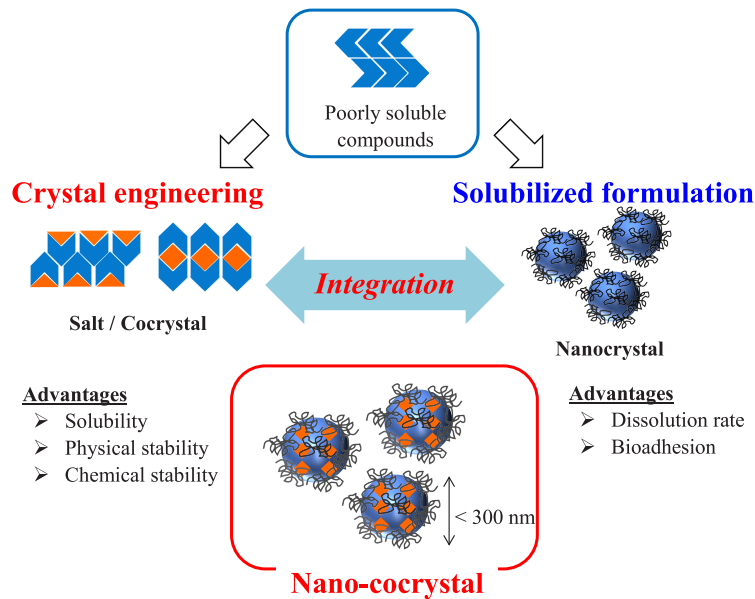 Poorly soluble
compounds
Crystal engineering
Solubilized formulation
Integration
Salt / Cocrystal
Nanocrystal
Advantages
➢ Solubility
➢ Physical stability
➢ Chemical stability
Advantages
➢ Dissolution rate
➢ Bioadhesion
< 300 nm
Nano-cocrystal